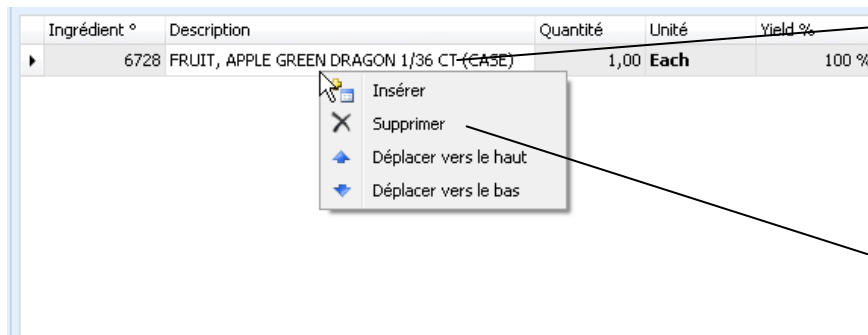 Ingrédient ° Description Quantité Unité Yield %
6728 FRUIT, APPLE GREEN DRAGON 1/36 CT (CASE) 1,00 Each 100 %
Insérer
Supprimer
Déplacer vers le haut
Déplacer vers le bas